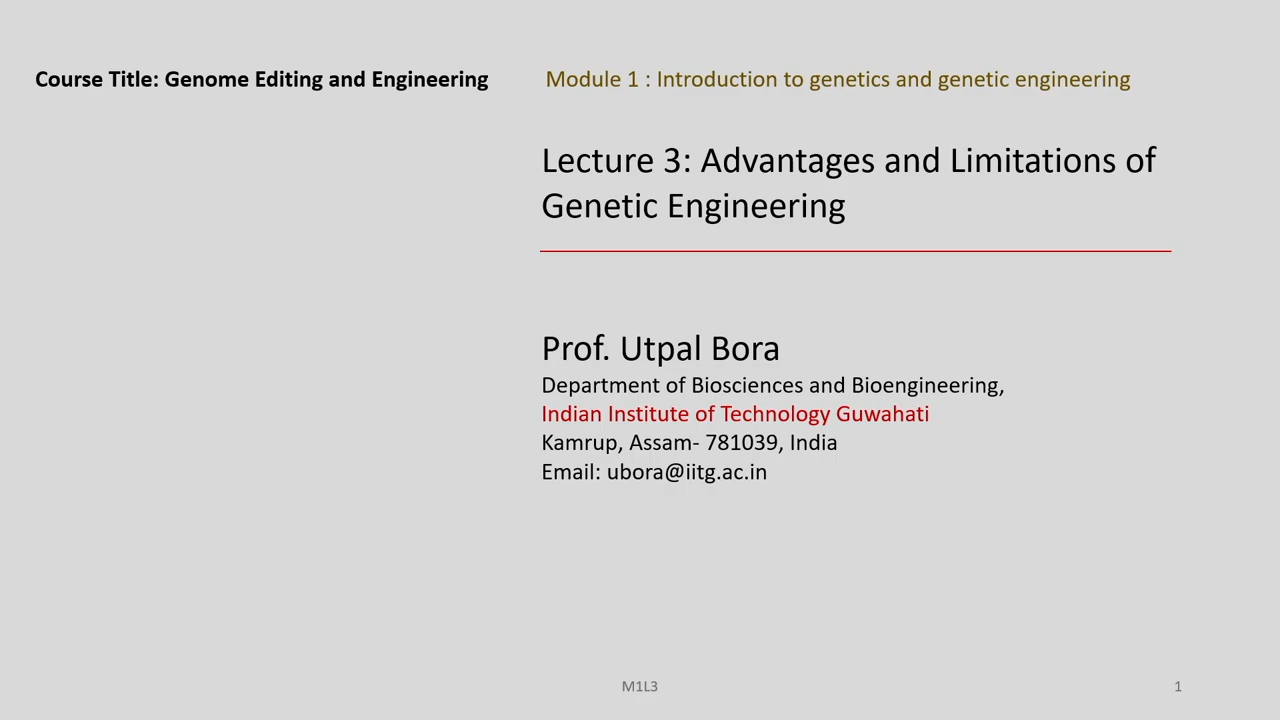 Course Title: Genome Editing and Engineering
Module 1 : Introduction to genetics and genetic engineering
Lecture 3: Advantages and Limitations of
Genetic Engineering
Prof. Utpal Bora
Department of Biosciences and Bioengineering,
Indian Institute of Technology Guwahati
Kamrup, Assam- 781039, India
Email: ubora@iitg.ac.in
M1L3
1